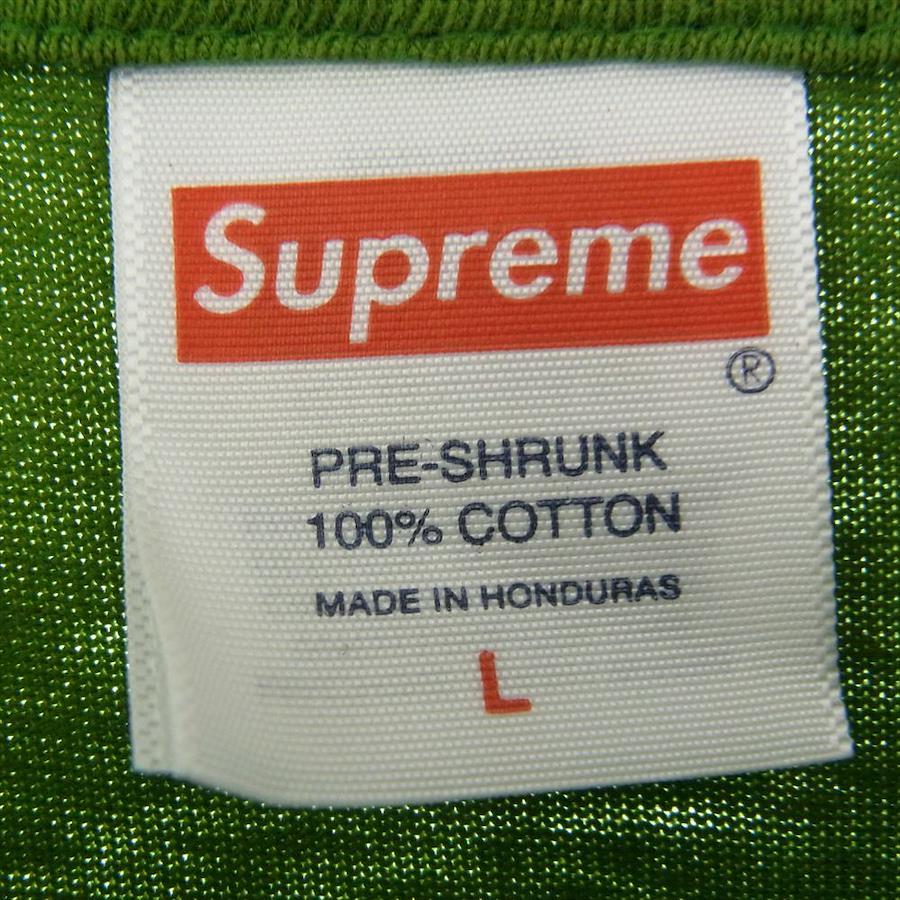 Supreme
®
PRE-SHRUNK
100% COTTON
MADE IN HONDURAS
L